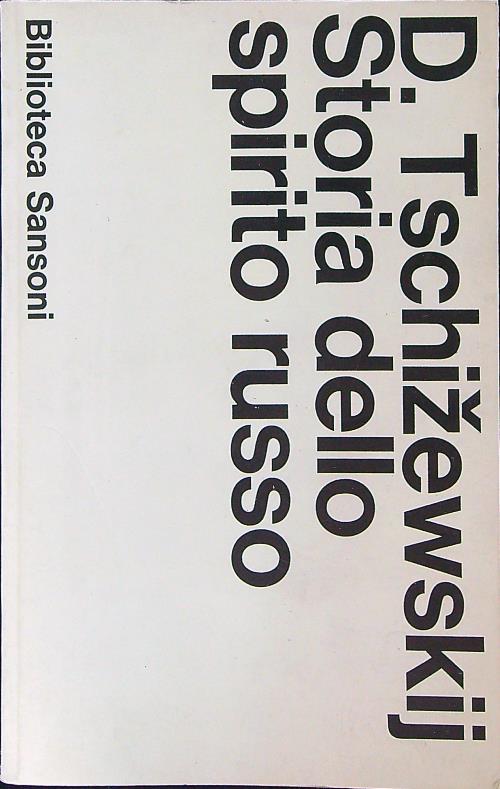 D. Tschižewskij
Storia dello
spirito russo
Biblioteca Sansoni